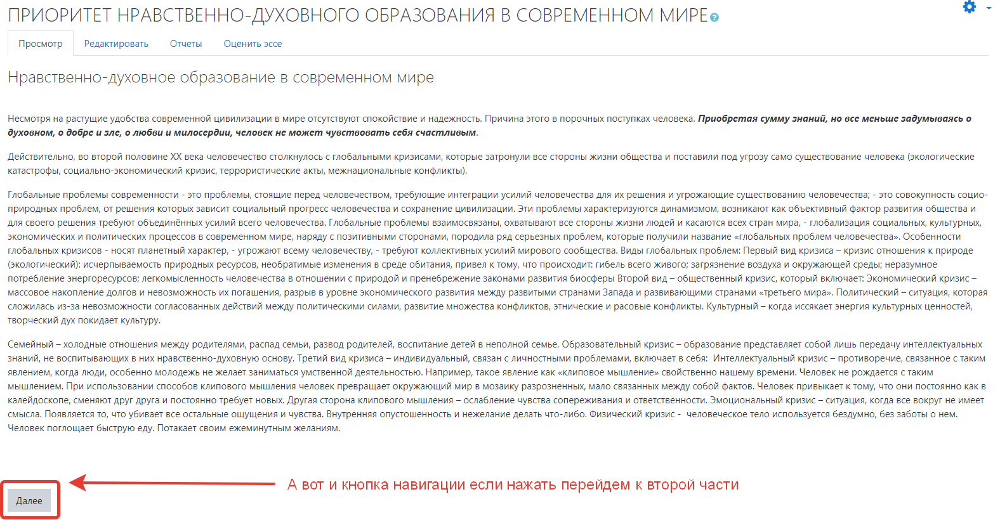 ПРИОРИТЕТ НРАВСТВЕННО-ДУХОВНОГО ОБРАЗОВАНИЯ В СОВРЕМЕННОМ МИРЕ
Просмотр Редактировать Отчеты Оценить эссе
Нравственно-духовное образование в современном мире
Несмотря на растущие удобства современной цивилизации в мире отсутствуют спокойствие и надежность. Причина этого в порочных поступках человека. Приобретая сумму знаний, но все меньше задумываясь о
духовном, о добре и зле, о любви и милосердии, человек не может чувствовать себя счастливым.
Действительно, во второй половине XX века человечество столкнулось с глобальными кризисами, которые затронули все стороны жизни общества и поставили под угрозу само существование человека (экологические
катастрофы, социально-экономический кризис, террористические акты, межнациональные конфликты).
Глобальные проблемы современности - это проблемы, стоящие перед человечеством, требующие интеграции усилий человечества для их решения и угрожающие существованию человечества; - это совокупность социо-
природных проблем, от решения которых зависит социальный прогресс человечества и сохранение цивилизации. Эти проблемы характеризуются динамизмом, возникают как объективный фактор развития общества и
для своего решения требуют объединённых усилий всего человечества. Глобальные проблемы взаимосвязаны, охватывают все стороны жизни людей и касаются всех стран мира, - глобализация социальных, культурных,
экономических и политических процессов в современном мире, наряду с позитивными сторонами, породила ряд серьезных проблем, которые получили название «глобальных проблем человечества». Особенности
глобальных кризисов - носят планетный характер, - угрожают всему человечеству, - требуют коллективных усилий мирового сообщества. Виды глобальных проблем: Первый вид кризиса – кризис отношения к природе
(экологический): исчерпываемость природных ресурсов, необратимые изменения в среде обитания, привел к тому, что происходит: гибель всего живого; загрязнение воздуха и окружающей среды; неразумное
потребление энергоресурсов; легкомысленность человечества в отношении с природой и пренебрежение законами развития биосферы Второй вид – общественный кризис, который включает: Экономический кризис –
массовое накопление долгов и невозможность их погашения, разрыв в уровне экономического развития между развитыми странами Запада и развивающими странами «третьего мира». Политический – ситуация, которая
сложилась из-за невозможности согласованных действий между политическими силами, развитие множества конфликтов, этнические и расовые конфликты. Культурный – когда иссякает энергия культурных ценностей,
творческий дух покидает культуру.
Семейный – холодные отношения между родителями, распад семьи, развод родителей, воспитание детей в неполной семье. Образовательный кризис – образование представляет собой лишь передачу интеллектуальных
знаний, не воспитывающих в них нравственно-духовную основу. Третий вид кризиса – индивидуальный, связан с личностными проблемами, включает в себя: Интеллектуальный кризис – противоречие, связанное с таким
явлением, когда люди, особенно молодежь не желает заниматься умственной деятельностью. Например, такое явление как «клиповое мышление» свойственно нашему времени. Человек не рождается с таким
мышлением. При использовании способов клипового мышления человек превращает окружающий мир в мозаику разрозненных, мало связанных между собой фактов. Человек привыкает к тому, что они постоянно как в
калейдоскопе, сменяют друг друга и постоянно требует новых. Другая сторона клипового мышления – ослабление чувства сопереживания и ответственности. Эмоциональный кризис – ситуация, когда все вокруг не имеет
смысла. Появляется то, что убивает все остальные ощущения и чувства. Внутренняя опустошенность и нежелание делать что-либо. Физический кризис - человеческое тело используется бездумно, без заботы о нем.
Человек поглощает быструю еду. Потакает своим ежеминутным желаниям.
А вот и кнопка навигации если нажать перейдем к второй части
Далее